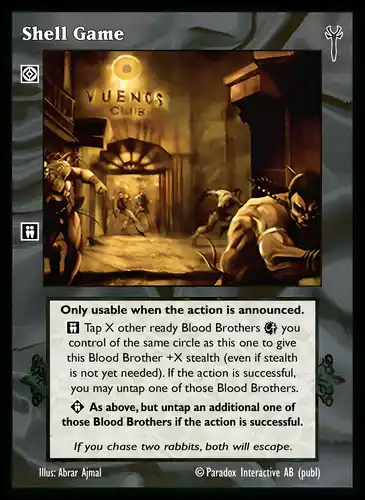 Shell Game
VUENOS
CLUB
Only usable when the action is announced.
Tap X other ready Blood Brothers you
control of the same circle as this one to give
this Blood Brother +X stealth (even if stealth
is not yet needed). If the action is successful,
you may untap one of those Blood Brothers.
As above, but untap an additional one of
those Blood Brothers if the action is successful.
If you chase two rabbits, both will escape.
Illus: Abrar Ajmal
© Paradox Interactive AB (publ)